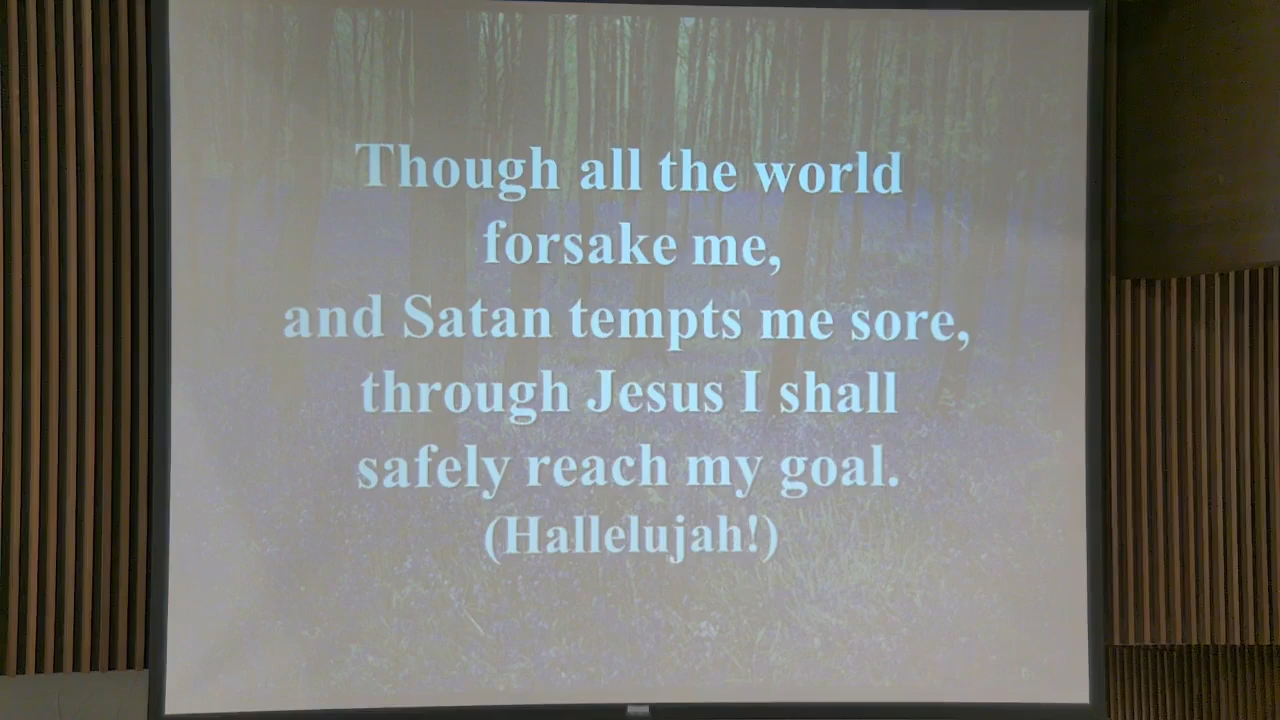 Though all the world
forsake me,
and Satan tempts me sore,
through Jesus I shall
safely reach my goal.
(Hallelujah!)